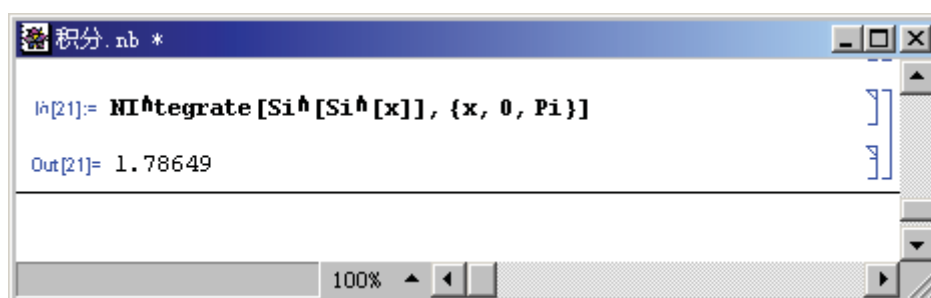 积分.nb *
In[21]:= NIntegrate[Sin[Sin[x]], {x, 0, Pi}]
Out[21]= 1.78649
100%